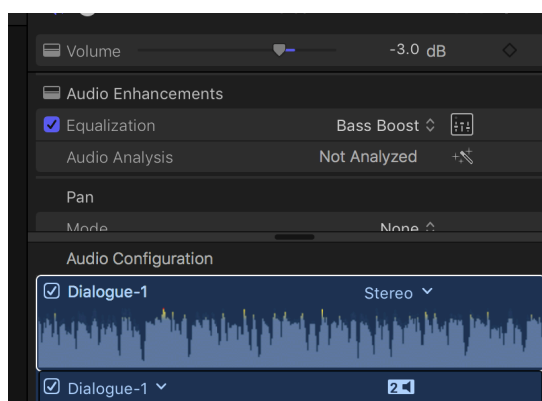 Volume -3.0 dB
Audio Enhancements
Equalization Bass Boost
Audio Analysis Not Analyzed
Pan
Mode None
Audio Configuration
Dialogue-1 Stereo
Dialogue-1 2